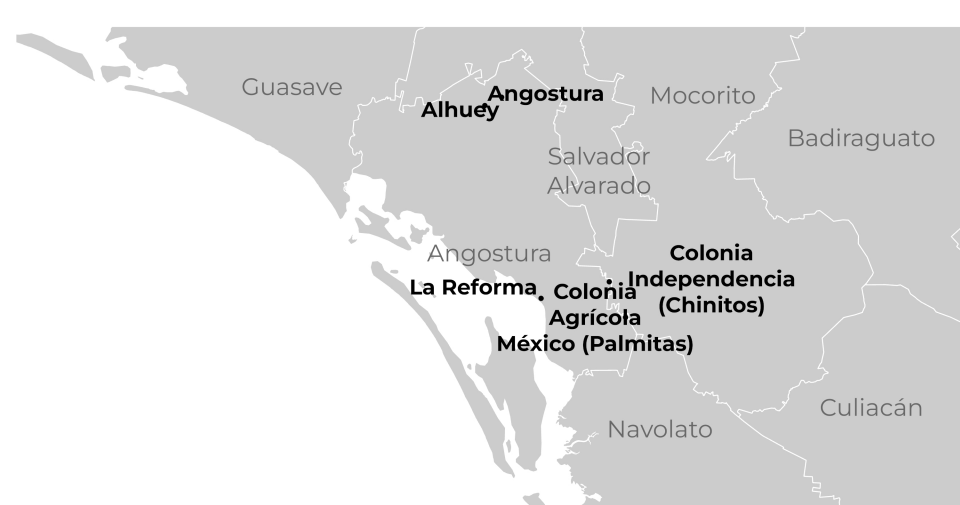 Guasave
Angostura
Alhuey
Mocorito
Badiraguato
Salvador
Alvarado
Angostura
Colonia
Independencia
(Chinitos)
La Reforma
Colonia
Agrícola
México (Palmitas)
Culiacán
Navolato